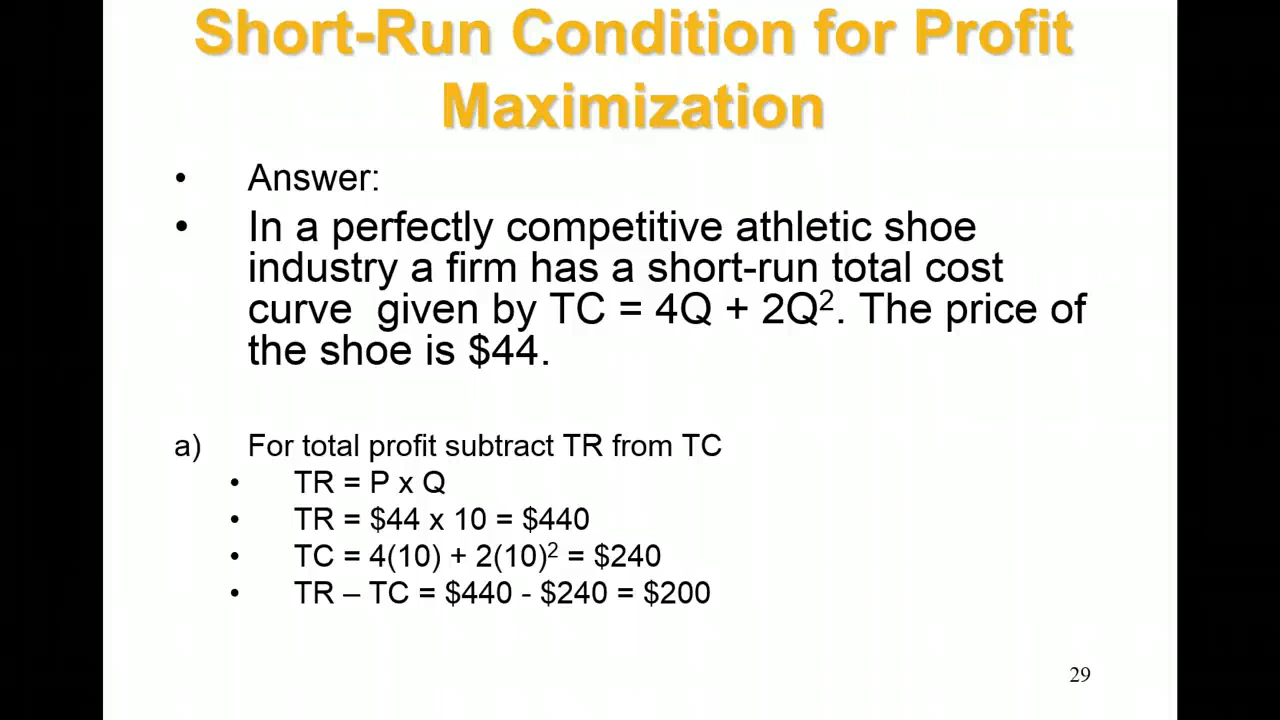 Short-Run Condition for Profit
Maximization
• Answer:
• In a perfectly competitive athletic shoe
industry a firm has a short-run total cost
curve given by TC = 4Q + 2Q². The price of
the shoe is $44.
a) For total profit subtract TR from TC
• TR = P x Q
• TR = $44 x 10 = $440
• TC = 4(10) + 2(10)² = $240
• TR – TC = $440 - $240 = $200
29